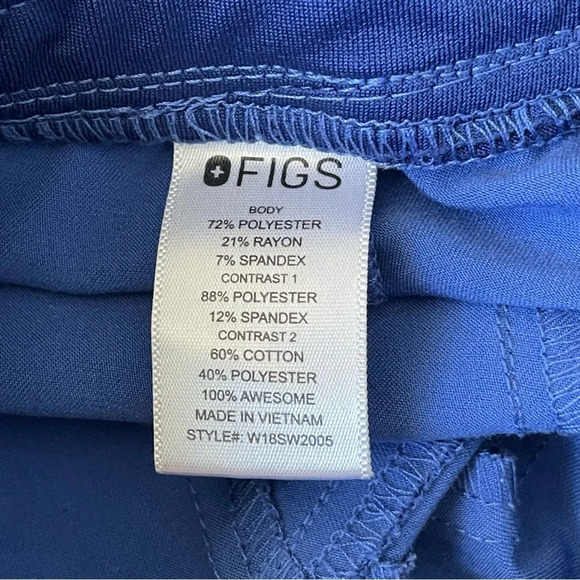 FIGS
BODY
72% POLYESTER
21% RAYON
7% SPANDEX
CONTRAST 1
88% POLYESTER
12% SPANDEX
CONTRAST 2
60% COTTON
40% POLYESTER
100% AWESOME
MADE IN VIETNAM
STYLE#: W18SW2005